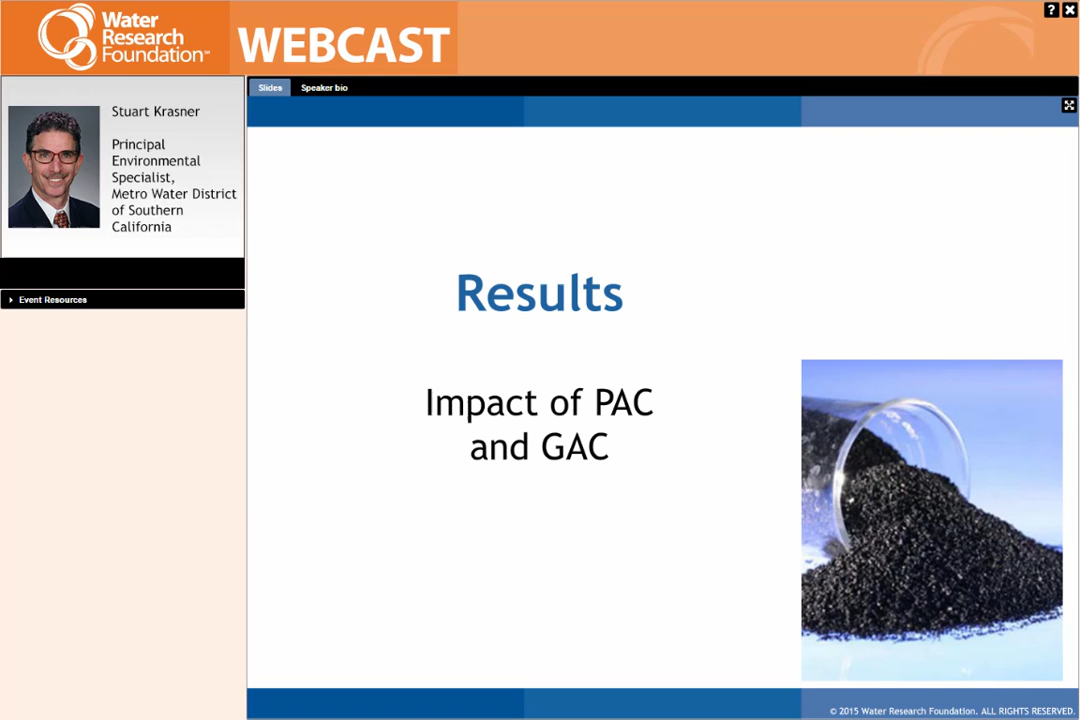 Water
Research
Foundation℠
WEBCAST
? ✖
Stuart Krasner
Principal
Environmental
Specialist,
Metro Water District
of Southern
California
Event Resources
Slides
Speaker bio
Results
Impact of PAC
and GAC
© 2015 Water Research Foundation. ALL RIGHTS RESERVED.